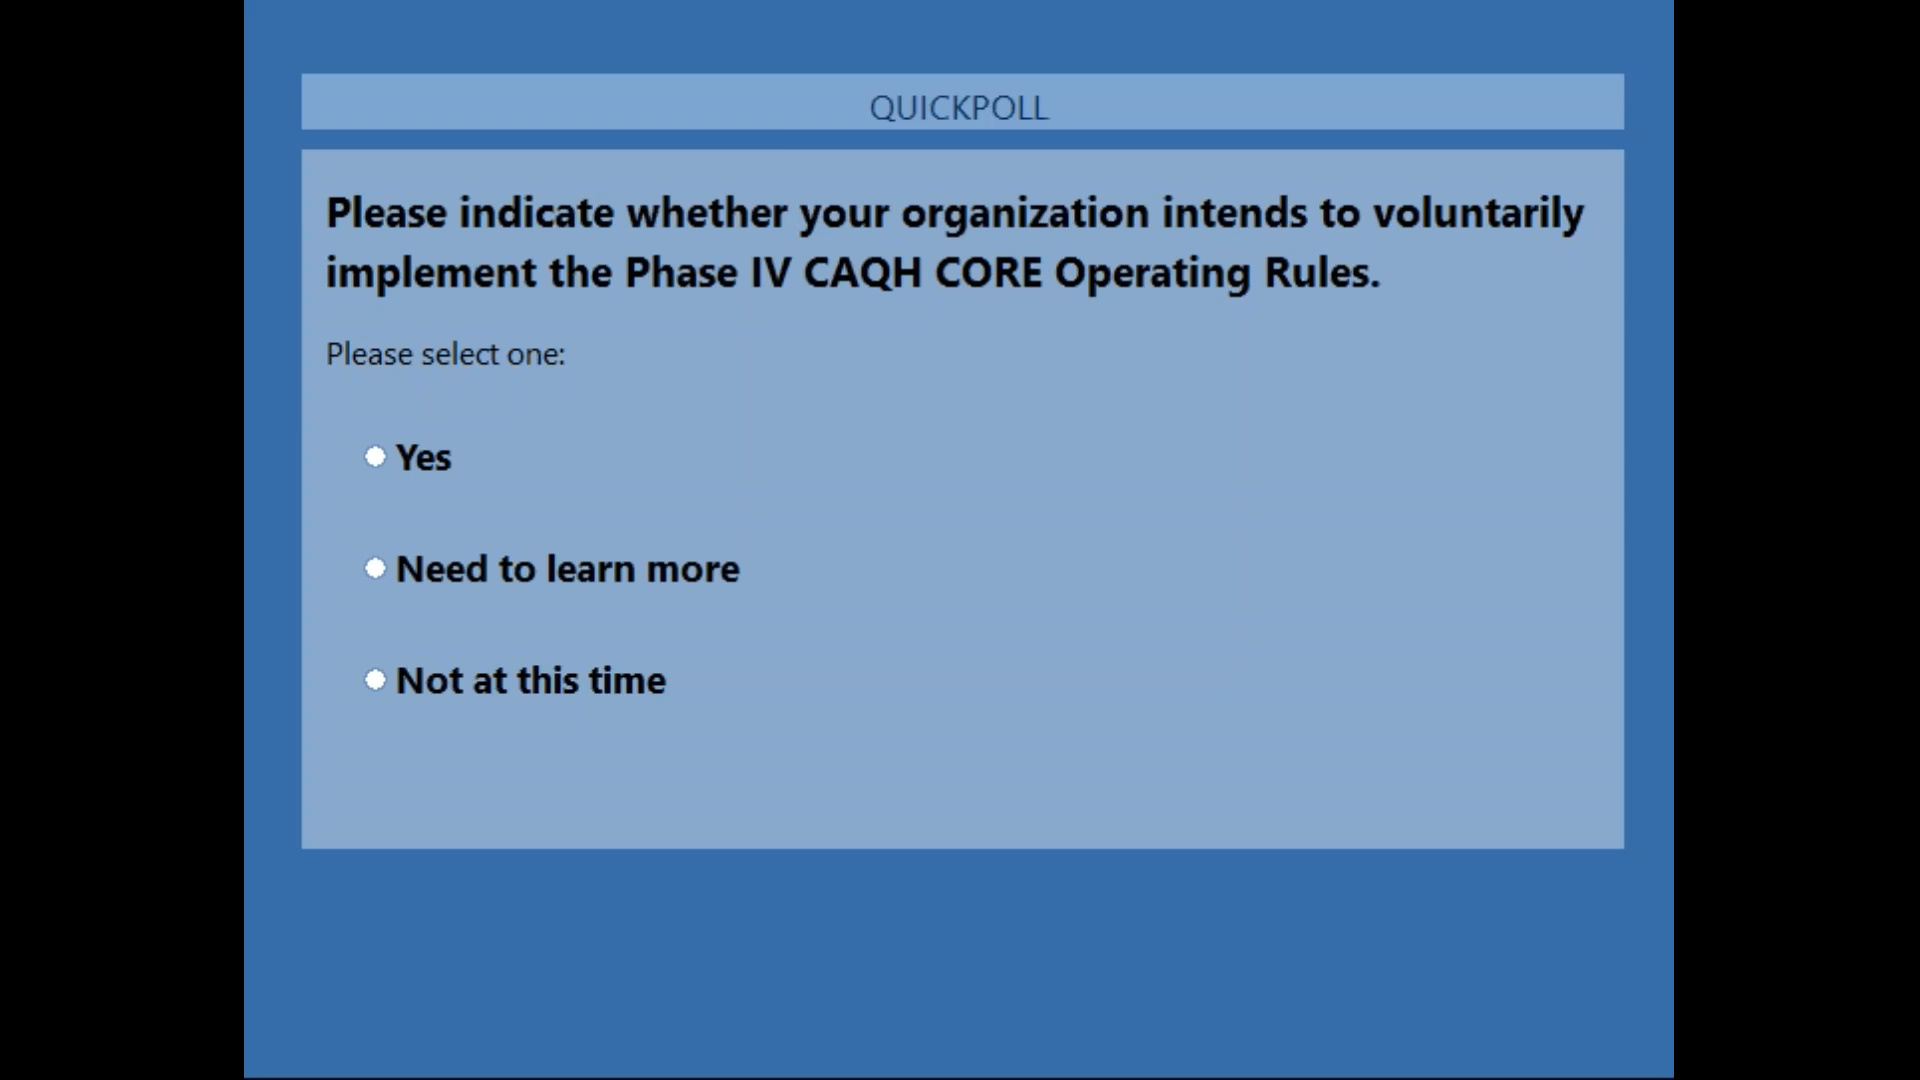 QUICKPOLL
Please indicate whether your organization intends to voluntarily
implement the Phase IV CAQH CORE Operating Rules.
Please select one:
Yes
Need to learn more
Not at this time